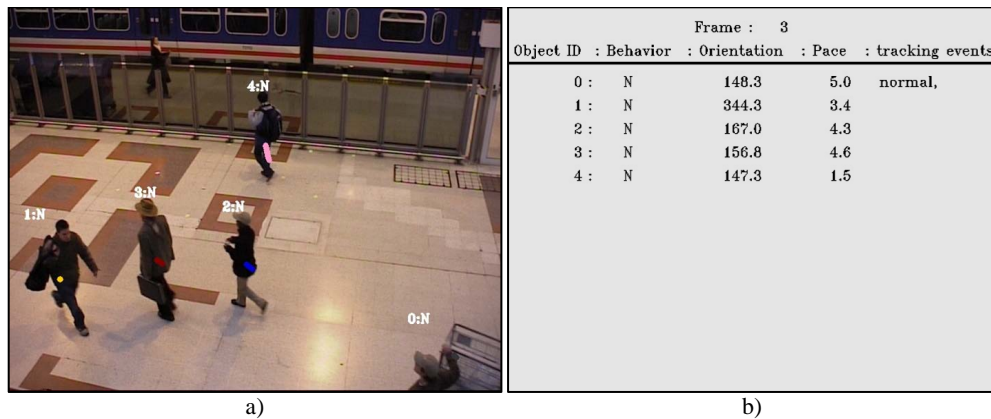 4:N
3:N
2:N
1:N
0:N
a)
Frame : 3
Object ID : Behavior : Orientation : Pace : tracking events
0 : N 148.3 5.0 normal,
1 : N 344.3 3.4
2 : N 167.0 4.3
3 : N 156.8 4.6
4 : N 147.3 1.5
b)